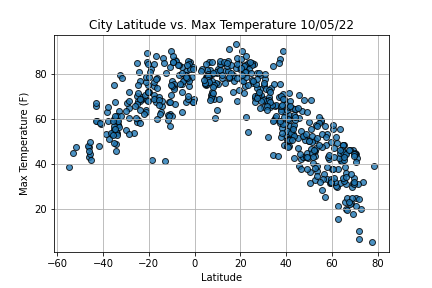 City Latitude vs. Max Temperature 10/05/22
80
60
40
20
Max Temperature (F)
−60 −40 −20 0 20 40 60 80
Latitude